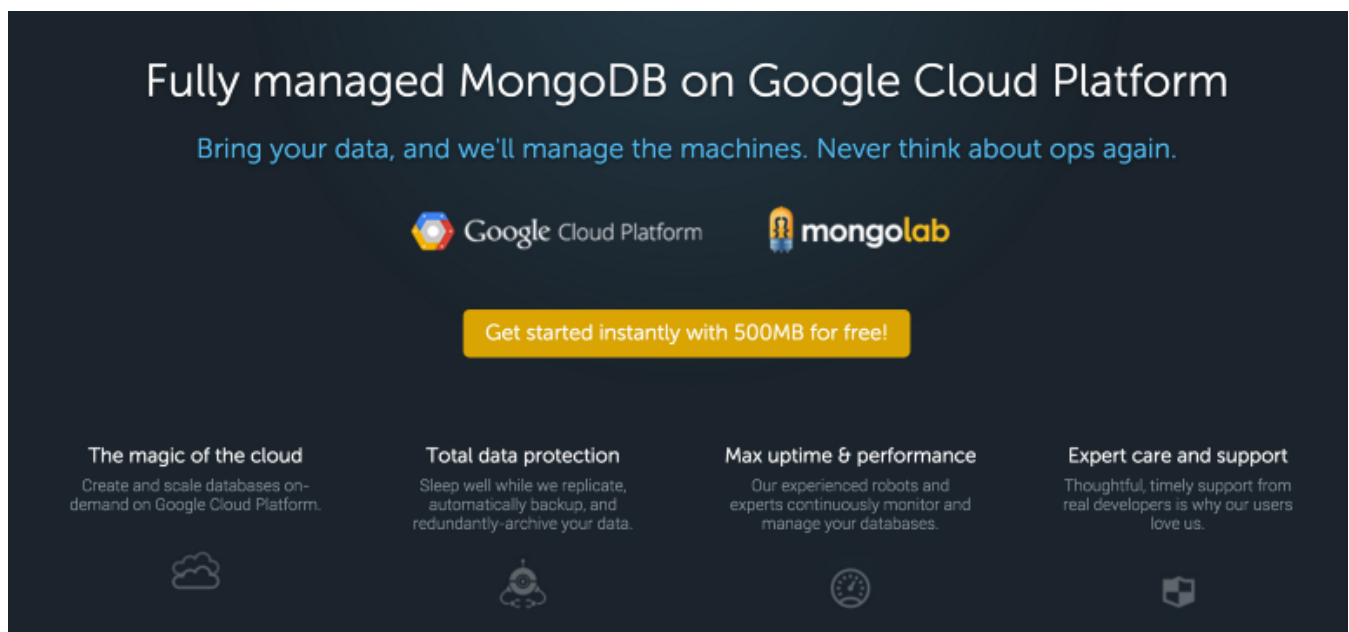 Fully managed MongoDB on Google Cloud Platform
Bring your data, and we'll manage the machines. Never think about ops again.
Google Cloud Platform
mongolab
Get started instantly with 500MB for free!
The magic of the cloud
Create and scale databases on-
demand on Google Cloud Platform.
Total data protection
Sleep well while we replicate,
automatically backup, and
redundantly-archive your data.
Max uptime & performance
Our experienced robots and
experts continuously monitor and
manage your databases.
Expert care and support
Thoughtful, timely support from
real developers is why our users
love us.